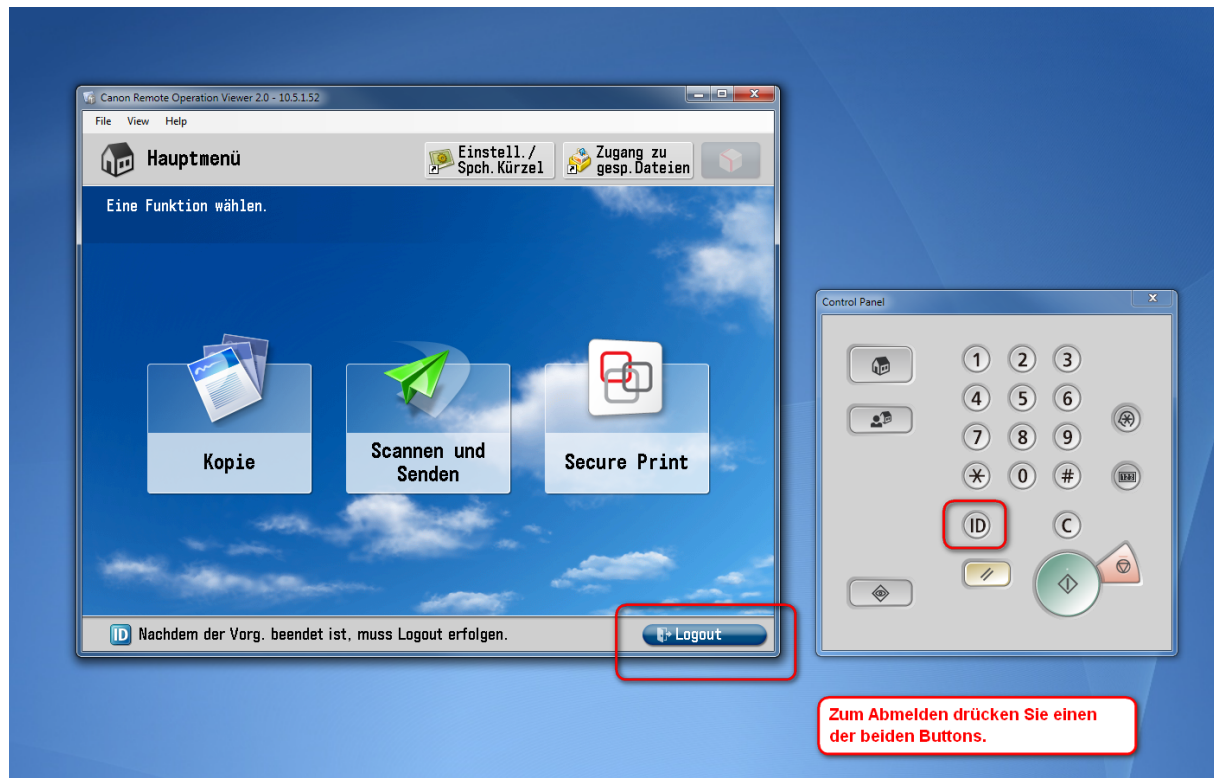 Canon Remote Operation Viewer 2.0 - 10.5.1.52
File View Help
Hauptmenü
Einstell./
Spch.Kürzel
Zugang zu
gesp.Dateien
Eine Funktion wählen.
Kopie
Scannen und
Senden
Secure Print
ID Nachdem der Vorg. beendet ist, muss Logout erfolgen.
Logout
Control Panel
1 2 3
4 5 6
7 8 9
* 0 #
ID C
Zum Abmelden drücken Sie einen
der beiden Buttons.